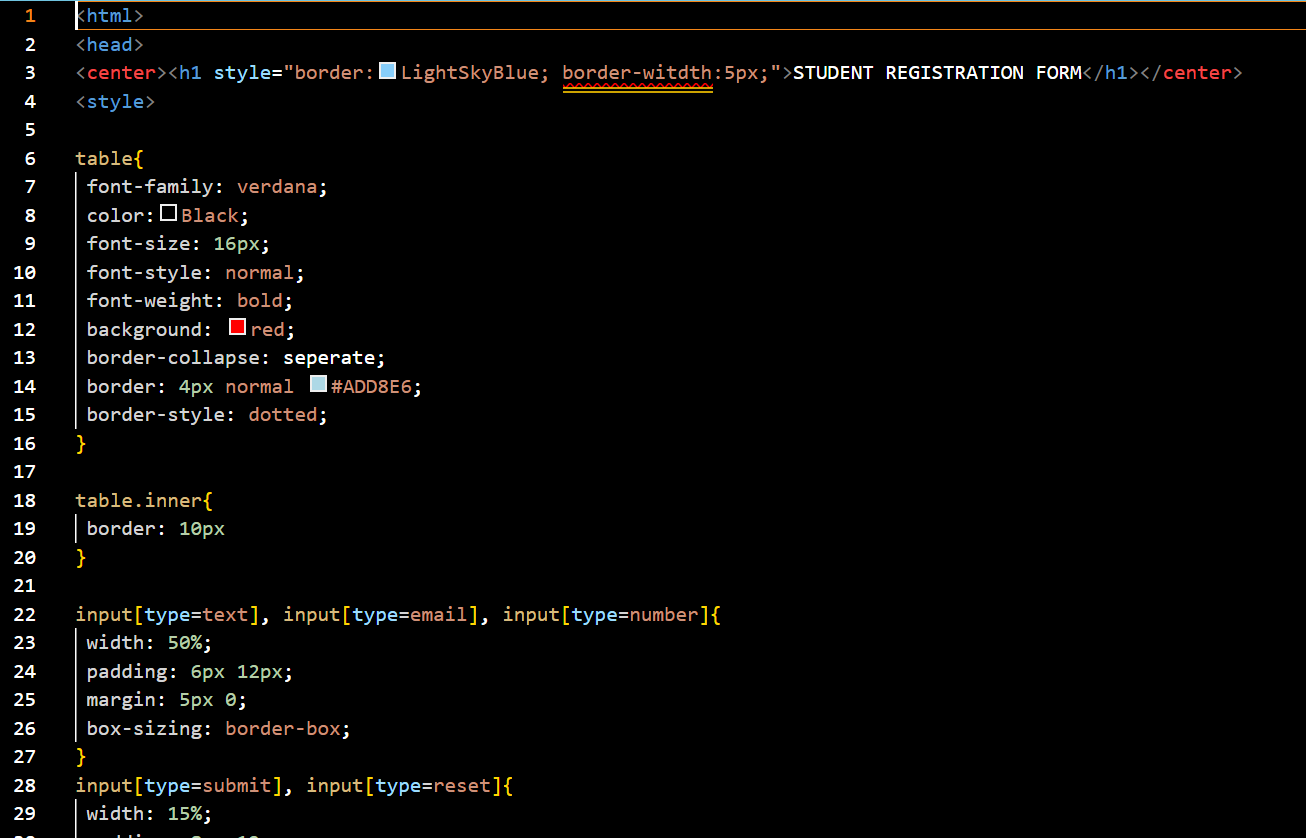 1 <html>
2 <head>
3 <center><h1 style="border:LightSkyBlue; border-witdth:5px;">STUDENT REGISTRATION FORM</h1></center>
4 <style>
5
6 table{
7 font-family: verdana;
8 color:Black;
9 font-size: 16px;
10 font-style: normal;
11 font-weight: bold;
12 background: red;
13 border-collapse: seperate;
14 border: 4px normal #ADD8E6;
15 border-style: dotted;
16 }
17
18 table.inner{
19 border: 10px
20 }
21
22 input[type=text], input[type=email], input[type=number]{
23 width: 50%;
24 padding: 6px 12px;
25 margin: 5px 0;
26 box-sizing: border-box;
27 }
28 input[type=submit], input[type=reset]{
29 width: 15%;